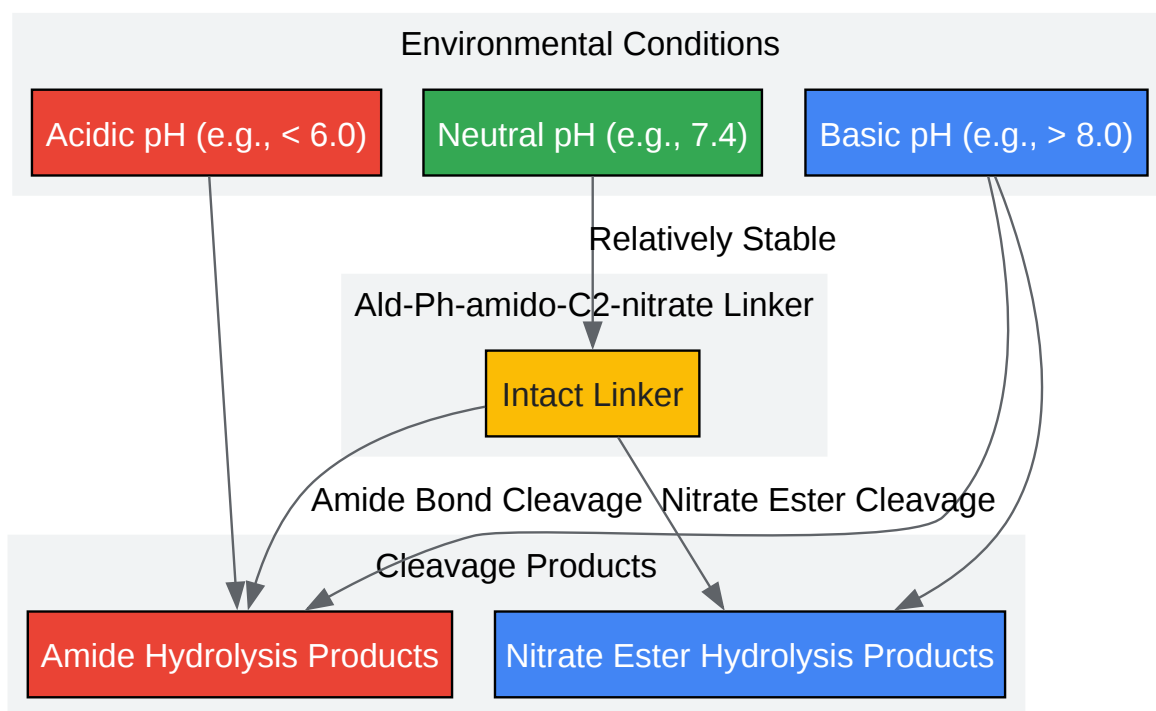 Environmental Conditions
Acidic pH (e.g., < 6.0)
Neutral pH (e.g., 7.4)
Basic pH (e.g., > 8.0)
Relatively Stable
Ald-Ph-amido-C2-nitrate Linker
Intact Linker
Amide Bond Cleavage
Nitrate Ester Cleavage
Cleavage Products
Amide Hydrolysis Products
Nitrate Ester Hydrolysis Products